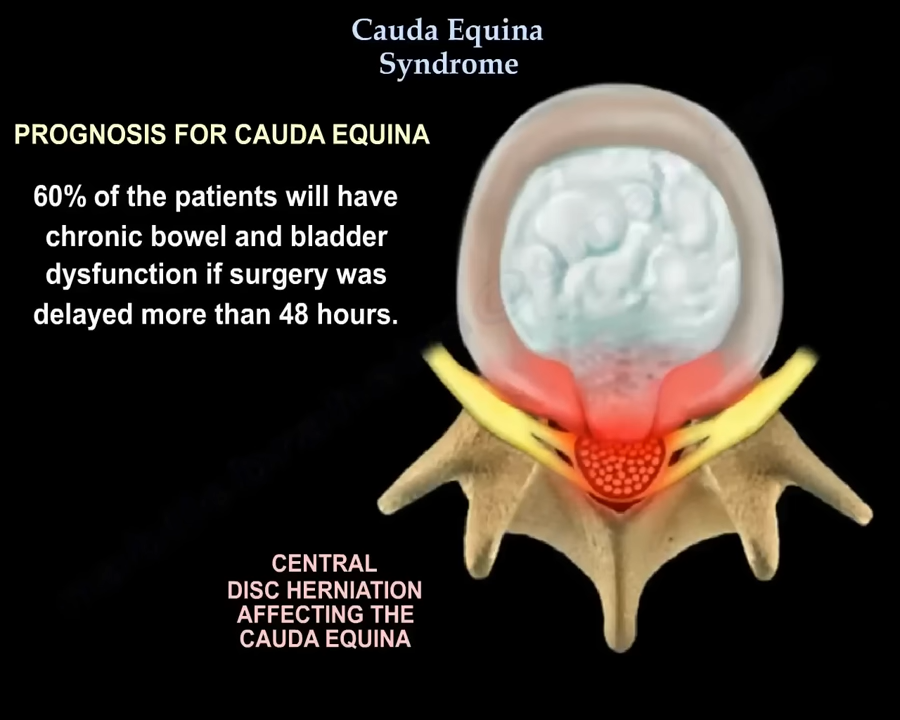 Cauda Equina
Syndrome
PROGNOSIS FOR CAUDA EQUINA
60% of the patients will have
chronic bowel and bladder
dysfunction if surgery was
delayed more than 48 hours.
CENTRAL
DISC HERNIATION
AFFECTING THE
CAUDA EQUINA